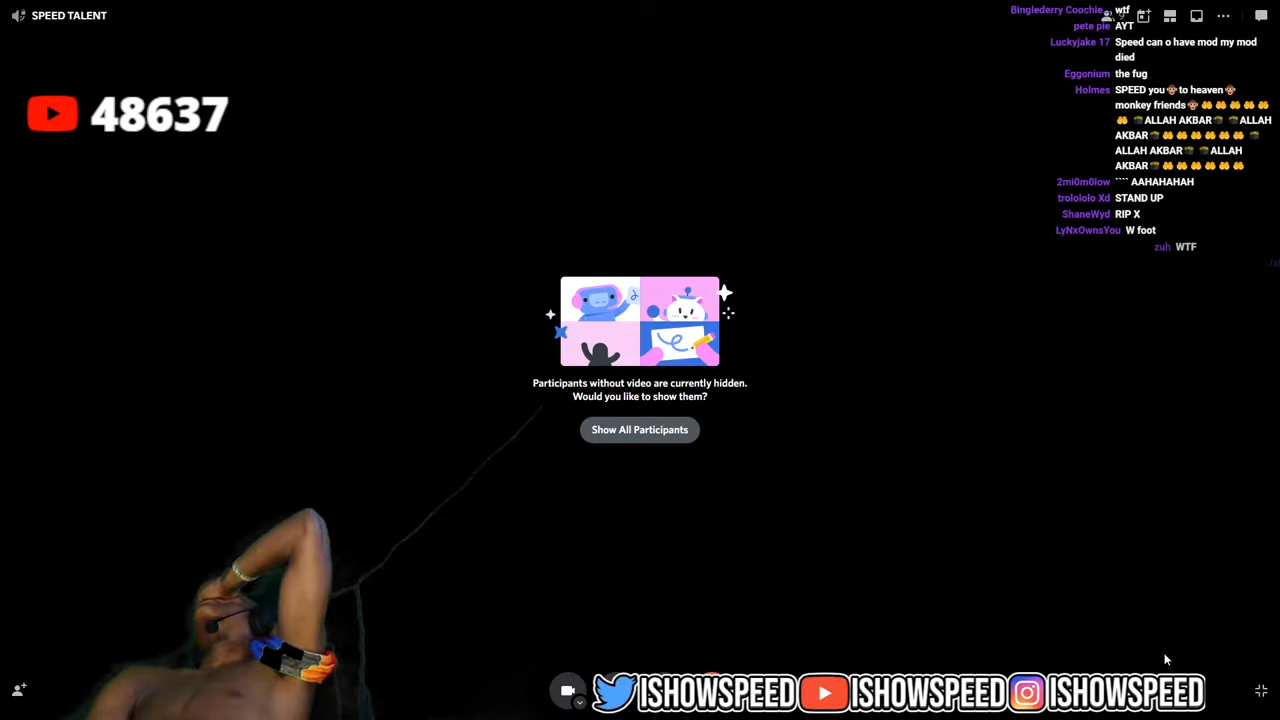 SPEED TALENT
48637
Binglederry Coochie wtf
pete pie AYT
Luckyjake 17 Speed can o have mod my mod
died
Eggonium the fug
Holmes SPEED you🐵to heaven🐵
monkey friends🐵🤲🤲🤲🤲🤲
🤲🕋ALLAH AKBAR🕋🕋ALLAH
AKBAR🕋🤲🤲🤲🤲🤲🤲🕋
ALLAH AKBAR🕋🕋ALLAH
AKBAR🕋🤲🤲🤲🤲🤲🤲
2mi0m0low ```` AAHAHAHAH
trolololo Xd STAND UP
ShaneWyd RIP X
LyNxOwnsYou W foot
zuh WTF
Participants without video are currently hidden.
Would you like to show them?
Show All Participants
ISHOWSPEED ISHOWSPEED ISHOWSPEED